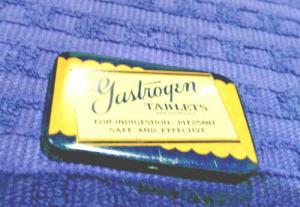 Gastrogen
TABLETS
FOR INDIGESTION - PLEASANT
SAFE AND EFFECTIVE